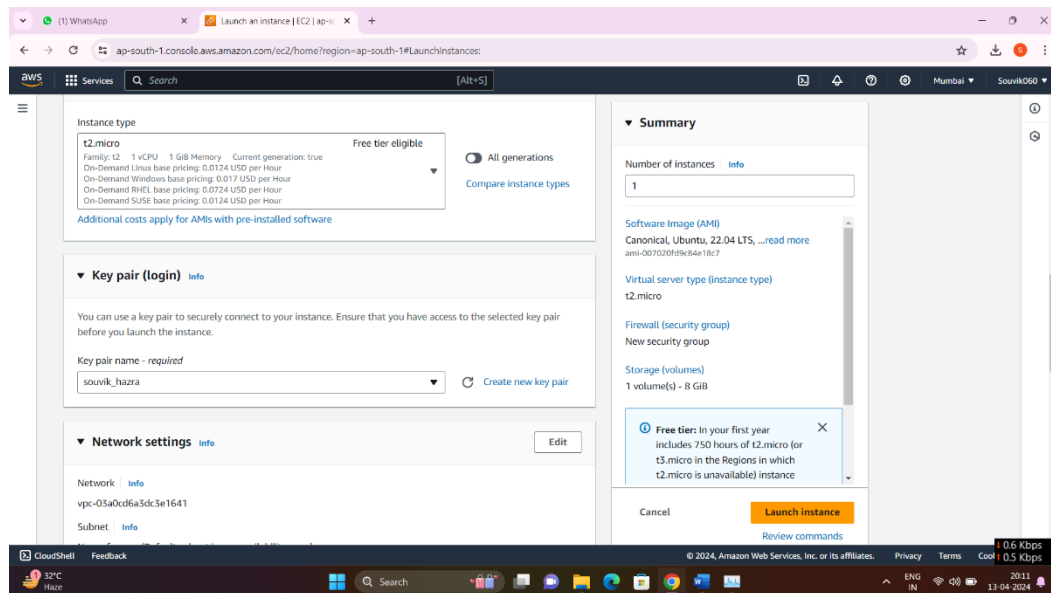 (1) WhatsApp
Launch an instance | EC2 | ap-s
ap-south-1.console.aws.amazon.com/ec2/home?region=ap-south-1#LaunchInstances:
aws
Services
Search
[Alt+S]
Mumbai
Souvik060
Instance type
t2.micro
Free tier eligible
Family: t2 1 vCPU 1 GiB Memory Current generation: true
On-Demand Linux base pricing: 0.0124 USD per Hour
On-Demand Windows base pricing: 0.017 USD per Hour
On-Demand RHEL base pricing: 0.0724 USD per Hour
On-Demand SUSE base pricing: 0.0124 USD per Hour
All generations
Compare instance types
Additional costs apply for AMIs with pre-installed software
Key pair (login) Info
You can use a key pair to securely connect to your instance. Ensure that you have access to the selected key pair
before you launch the instance.
Key pair name - required
souvik_hazra
Create new key pair
Network settings Info
Edit
Network Info
vpc-03a0cd6a3dc3e1641
Subnet Info
Summary
Number of instances Info
1
Software Image (AMI)
Canonical, Ubuntu, 22.04 LTS, ...read more
ami-007020fd9c84e18c7
Virtual server type (instance type)
t2.micro
Firewall (security group)
New security group
Storage (volumes)
1 volume(s) - 8 GiB
Free tier: In your first year
includes 750 hours of t2.micro (or
t3.micro in the Regions in which
t2.micro is unavailable) instance
Cancel
Launch instance
Review commands
CloudShell
Feedback
© 2024, Amazon Web Services, Inc. or its affiliates.
Privacy
Terms
0.6 Kbps
0.5 Kbps
1
32°C
Haze
Search
ENG
IN
20:11
13-04-2024